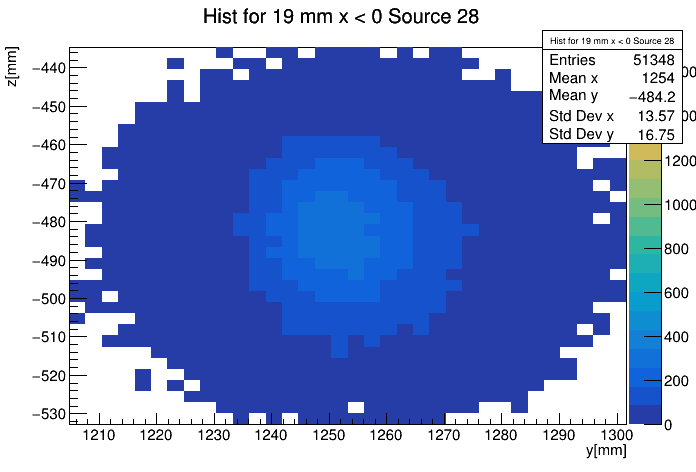 Hist for 19 mm x < 0 Source 28
Hist for 19 mm x < 0 Source 28
Entries 51348
Mean x 1254
Mean y −484.2
Std Dev x 13.57
Std Dev y 16.75
z[mm]
−440
−450
−460
−470
−480
−490
−500
−510
−520
−530
1210 1220 1230 1240 1250 1260 1270 1280 1290 1300
y[mm]
1200
1000
800
600
400
200
0